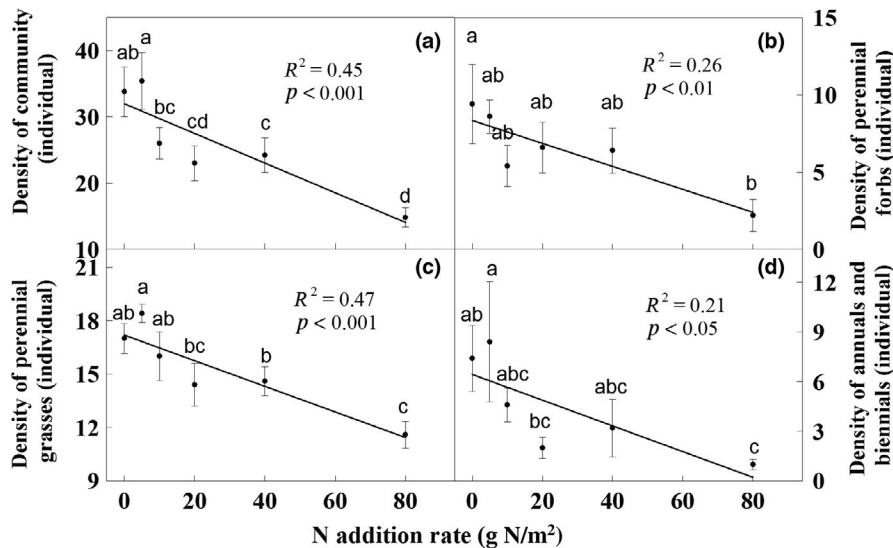 (a)
Density of community
(individual)
40
30
20
10
ab
a
bc
cd
c
d
R² = 0.45
p < 0.001
(b)
Density of perennial
forbs (individual)
15
10
5
0
a
ab
ab
ab
ab
b
R² = 0.26
p < 0.01
(c)
Density of perennial
grasses (individual)
21
18
15
12
9
ab
a
ab
bc
b
c
R² = 0.47
p < 0.001
0 20 40 60 80
(d)
Density of annuals and
biennials (individual)
12
9
6
3
0
ab
a
abc
bc
abc
c
R² = 0.21
p < 0.05
0 20 40 60 80
N addition rate (g N/m²)